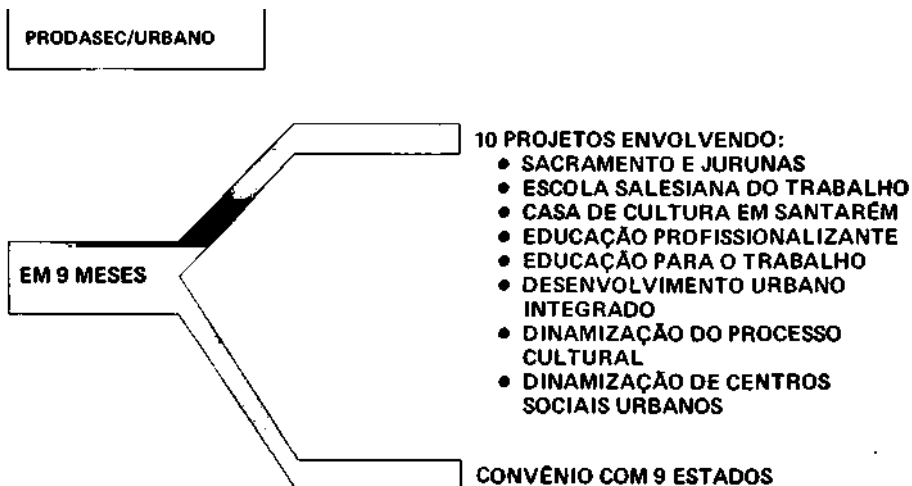 PRODASEC/URBANO
EM 9 MESES
10 PROJETOS ENVOLVENDO:
● SACRAMENTO E JURUNAS
● ESCOLA SALESIANA DO TRABALHO
● CASA DE CULTURA EM SANTARÉM
● EDUCAÇÃO PROFISSIONALIZANTE
● EDUCAÇÃO PARA O TRABALHO
● DESENVOLVIMENTO URBANO
INTEGRADO
● DINAMIZAÇÃO DO PROCESSO
CULTURAL
● DINAMIZAÇÃO DE CENTROS
SOCIAIS URBANOS
CONVÊNIO COM 9 ESTADOS